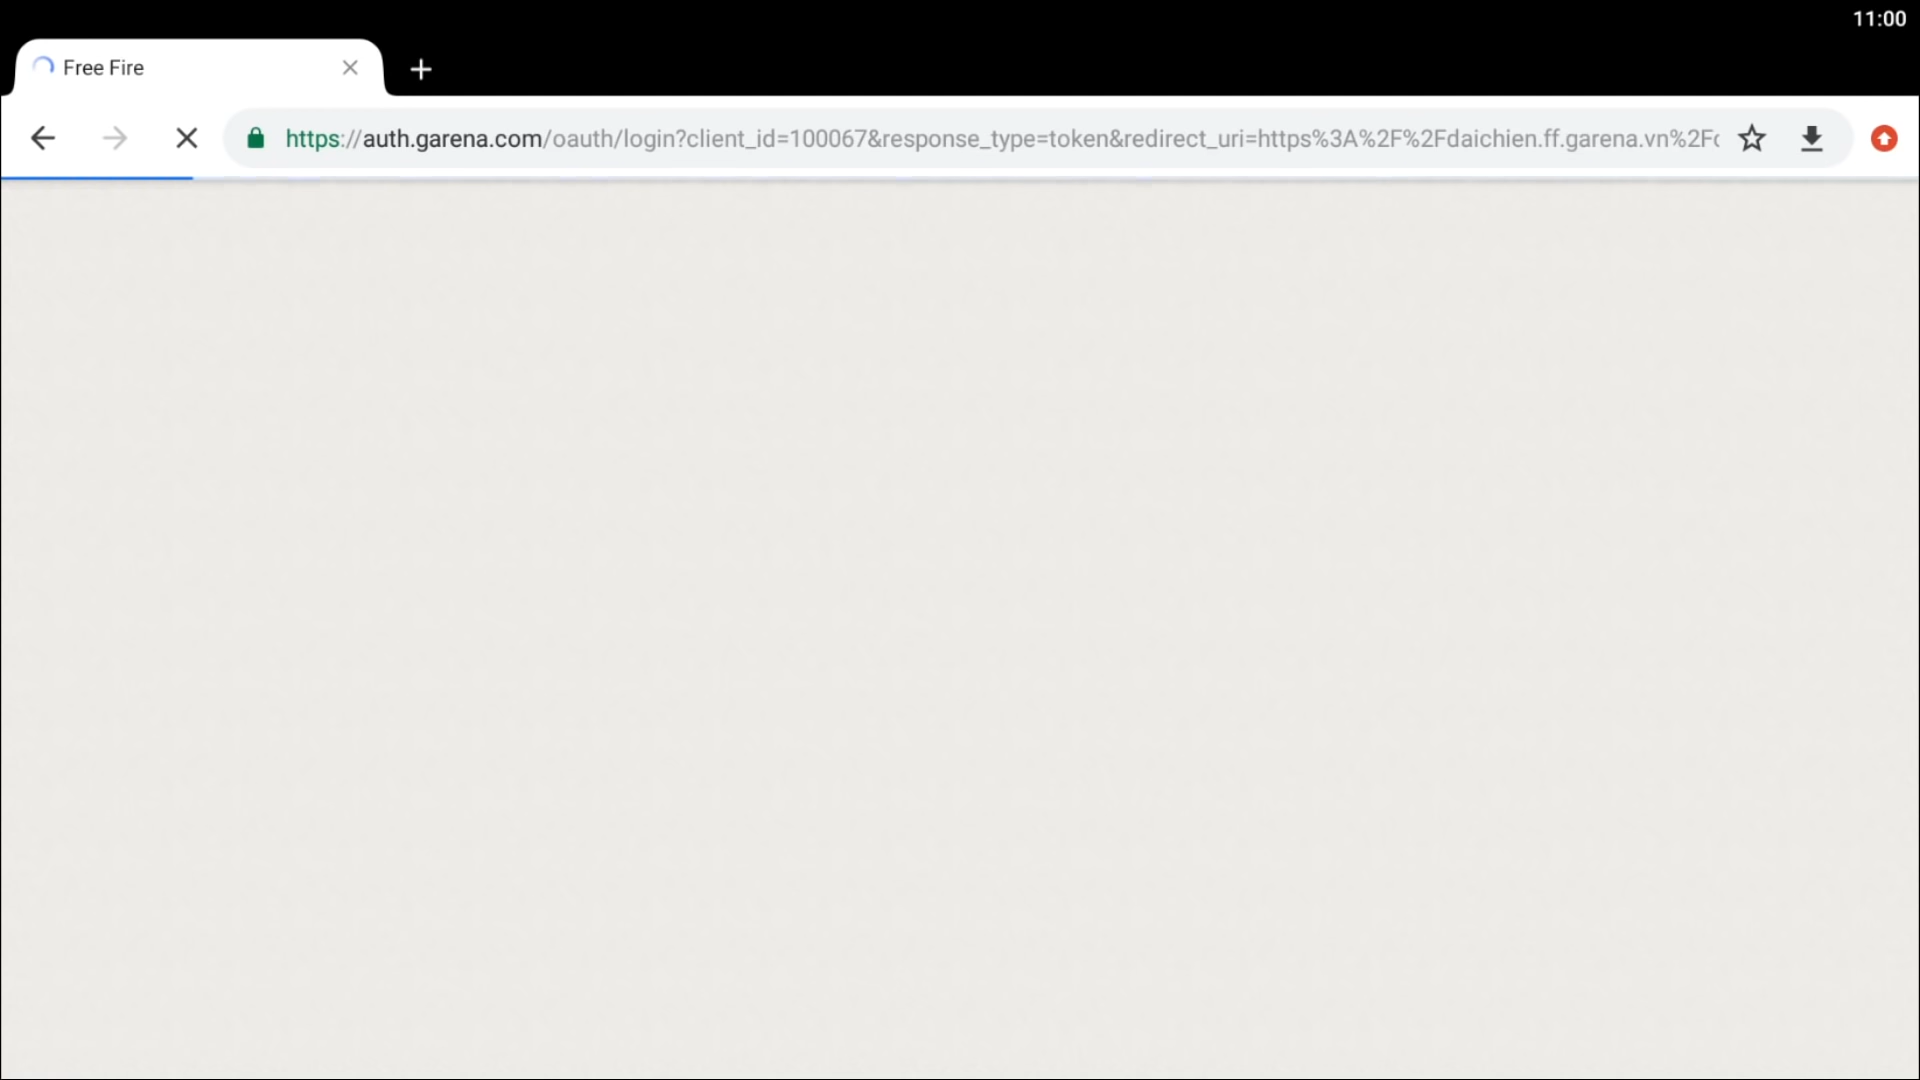 11:00
Free Fire
https://auth.garena.com/oauth/login?client_id=100067&response_type=token&redirect_uri=https%3A%2F%2Fdaichien.ff.garena.vn%2F